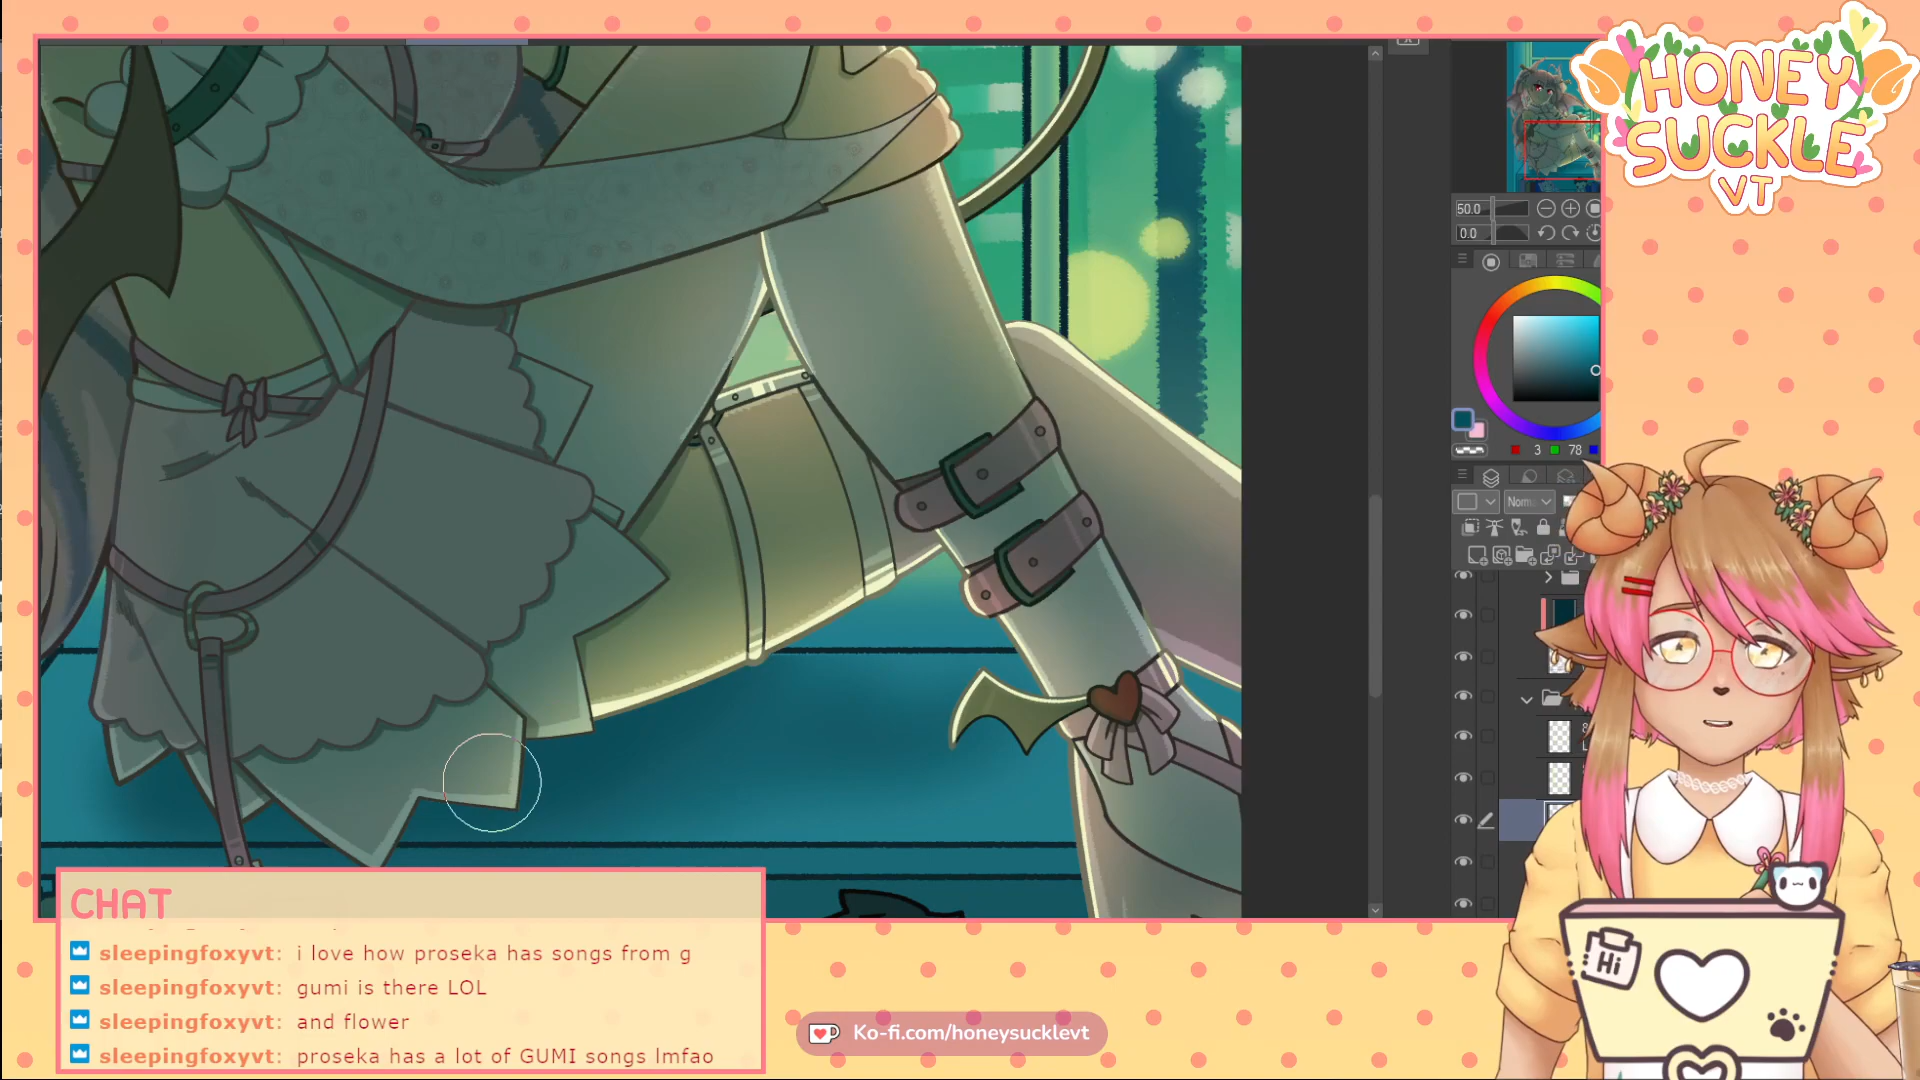 HONEY
SUCKLE
VT
50.0
0.0
3 78
Norm
Hi
CHAT
sleepingfoxyvt: i love how proseka has songs from g
sleepingfoxyvt: gumi is there LOL
sleepingfoxyvt: and flower
sleepingfoxyvt: proseka has a lot of GUMI songs lmfao
Ko-fi.com/honeysucklevt